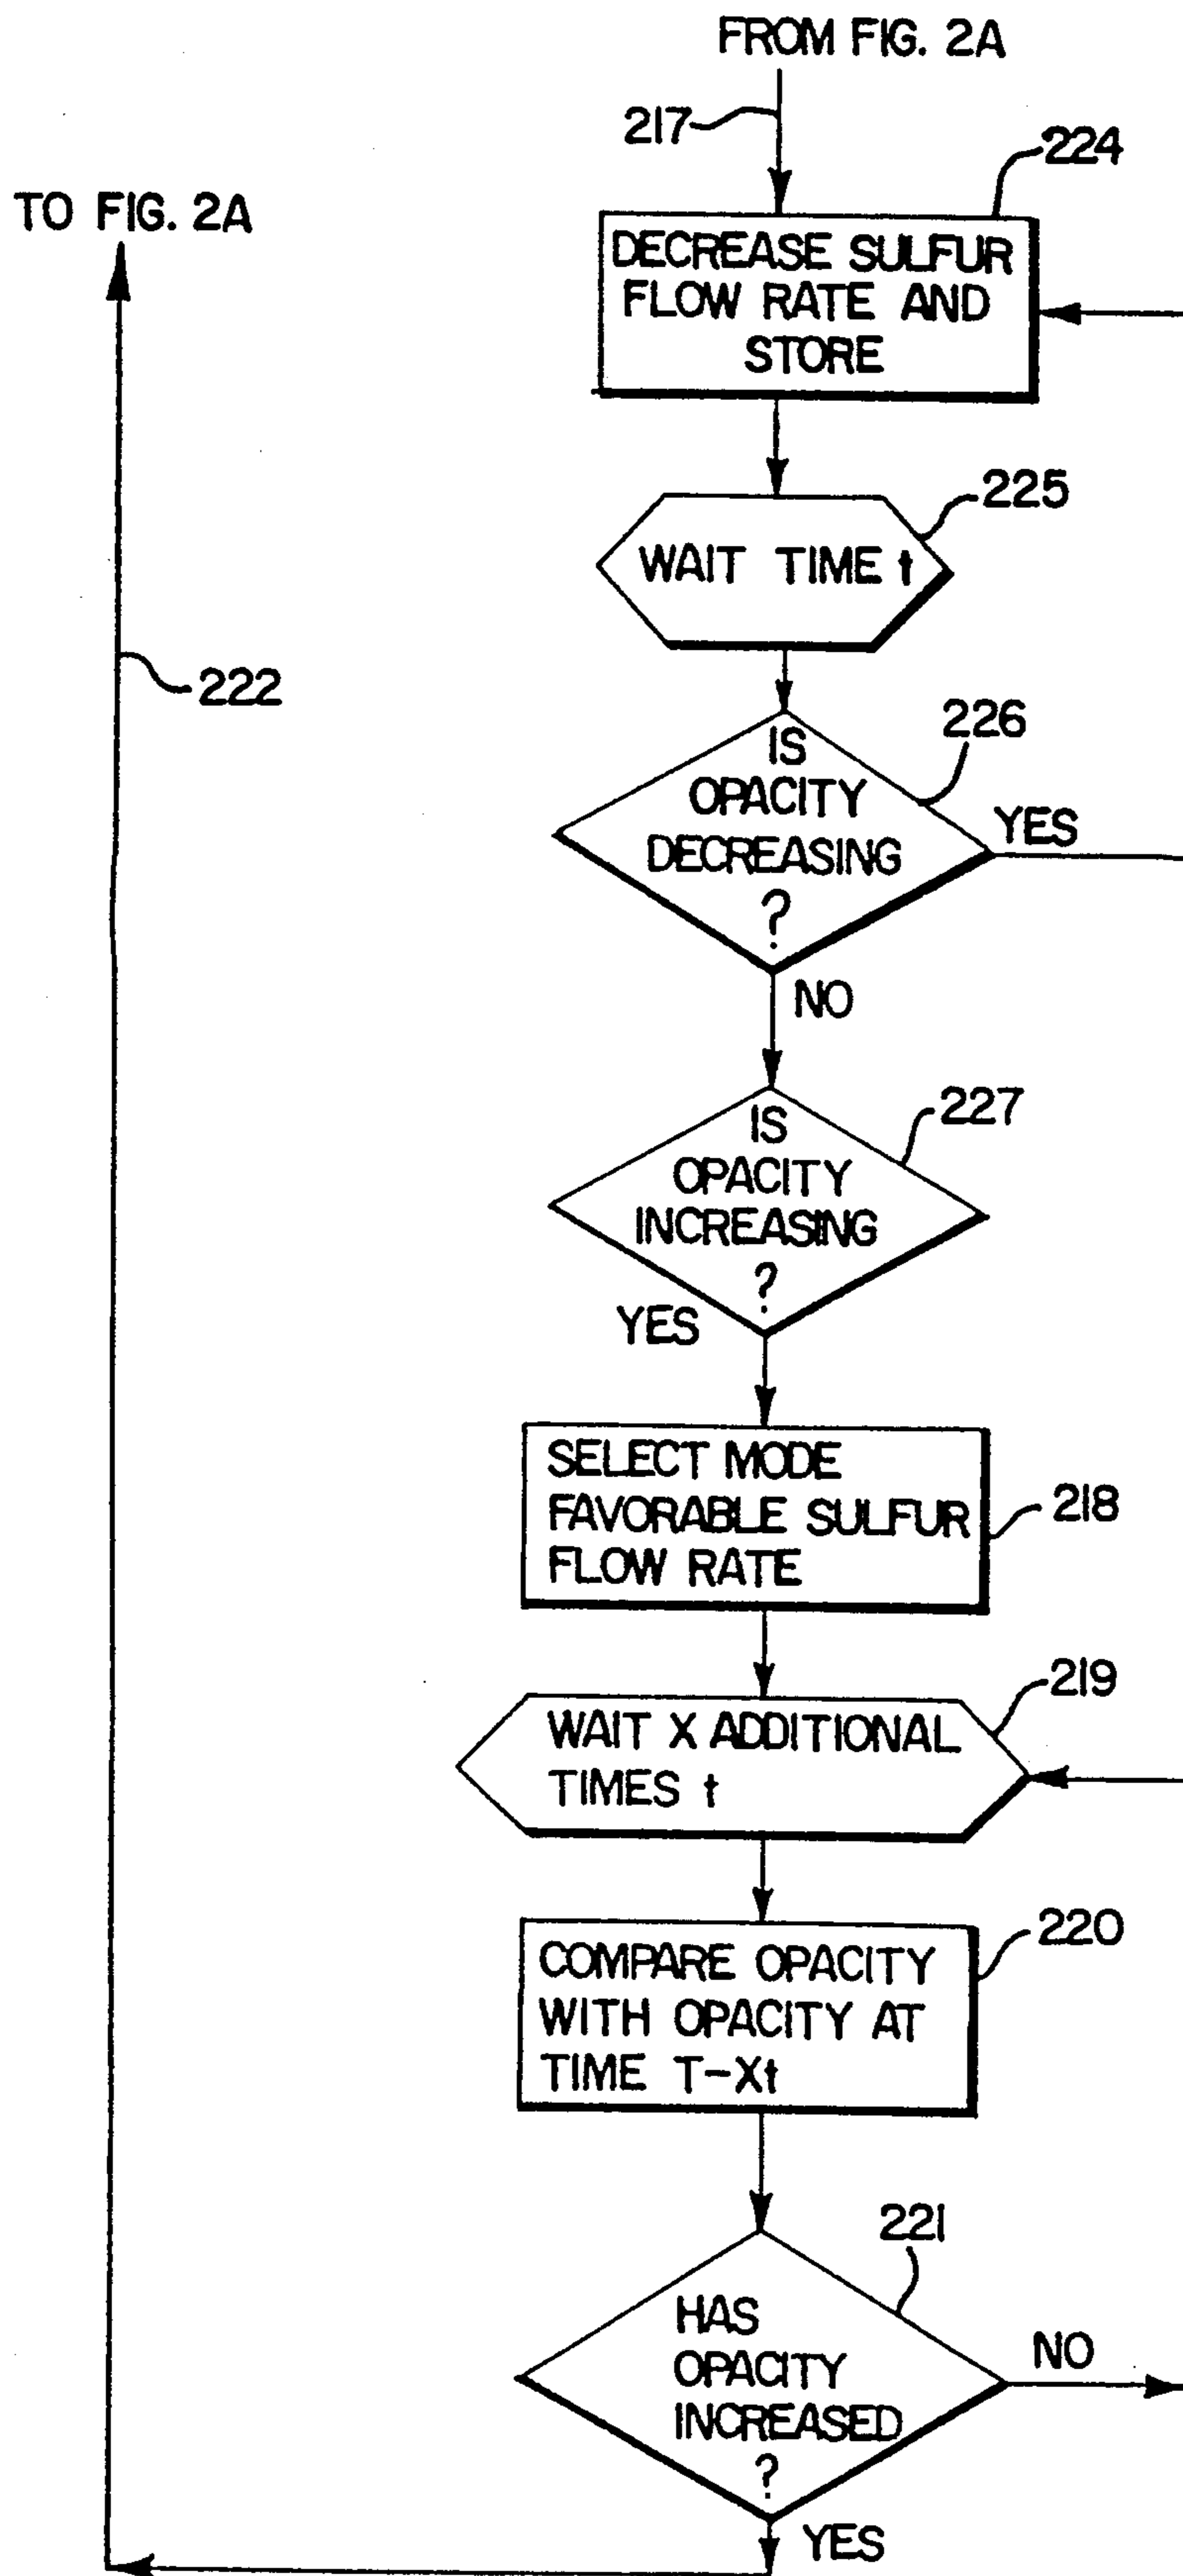 FROM FIG. 2A
217
224
TO FIG. 2A
DECREASE SULFUR
FLOW RATE AND
STORE
225
WAIT TIME t
222
226
IS
OPACITY
DECREASING
?
YES
NO
227
IS
OPACITY
INCREASING
?
YES
SELECT MODE
FAVORABLE SULFUR
FLOW RATE
218
219
WAIT X ADDITIONAL
TIMES t
220
COMPARE OPACITY
WITH OPACITY AT
TIME T-Xt
221
HAS
OPACITY
INCREASED
?
NO
YES